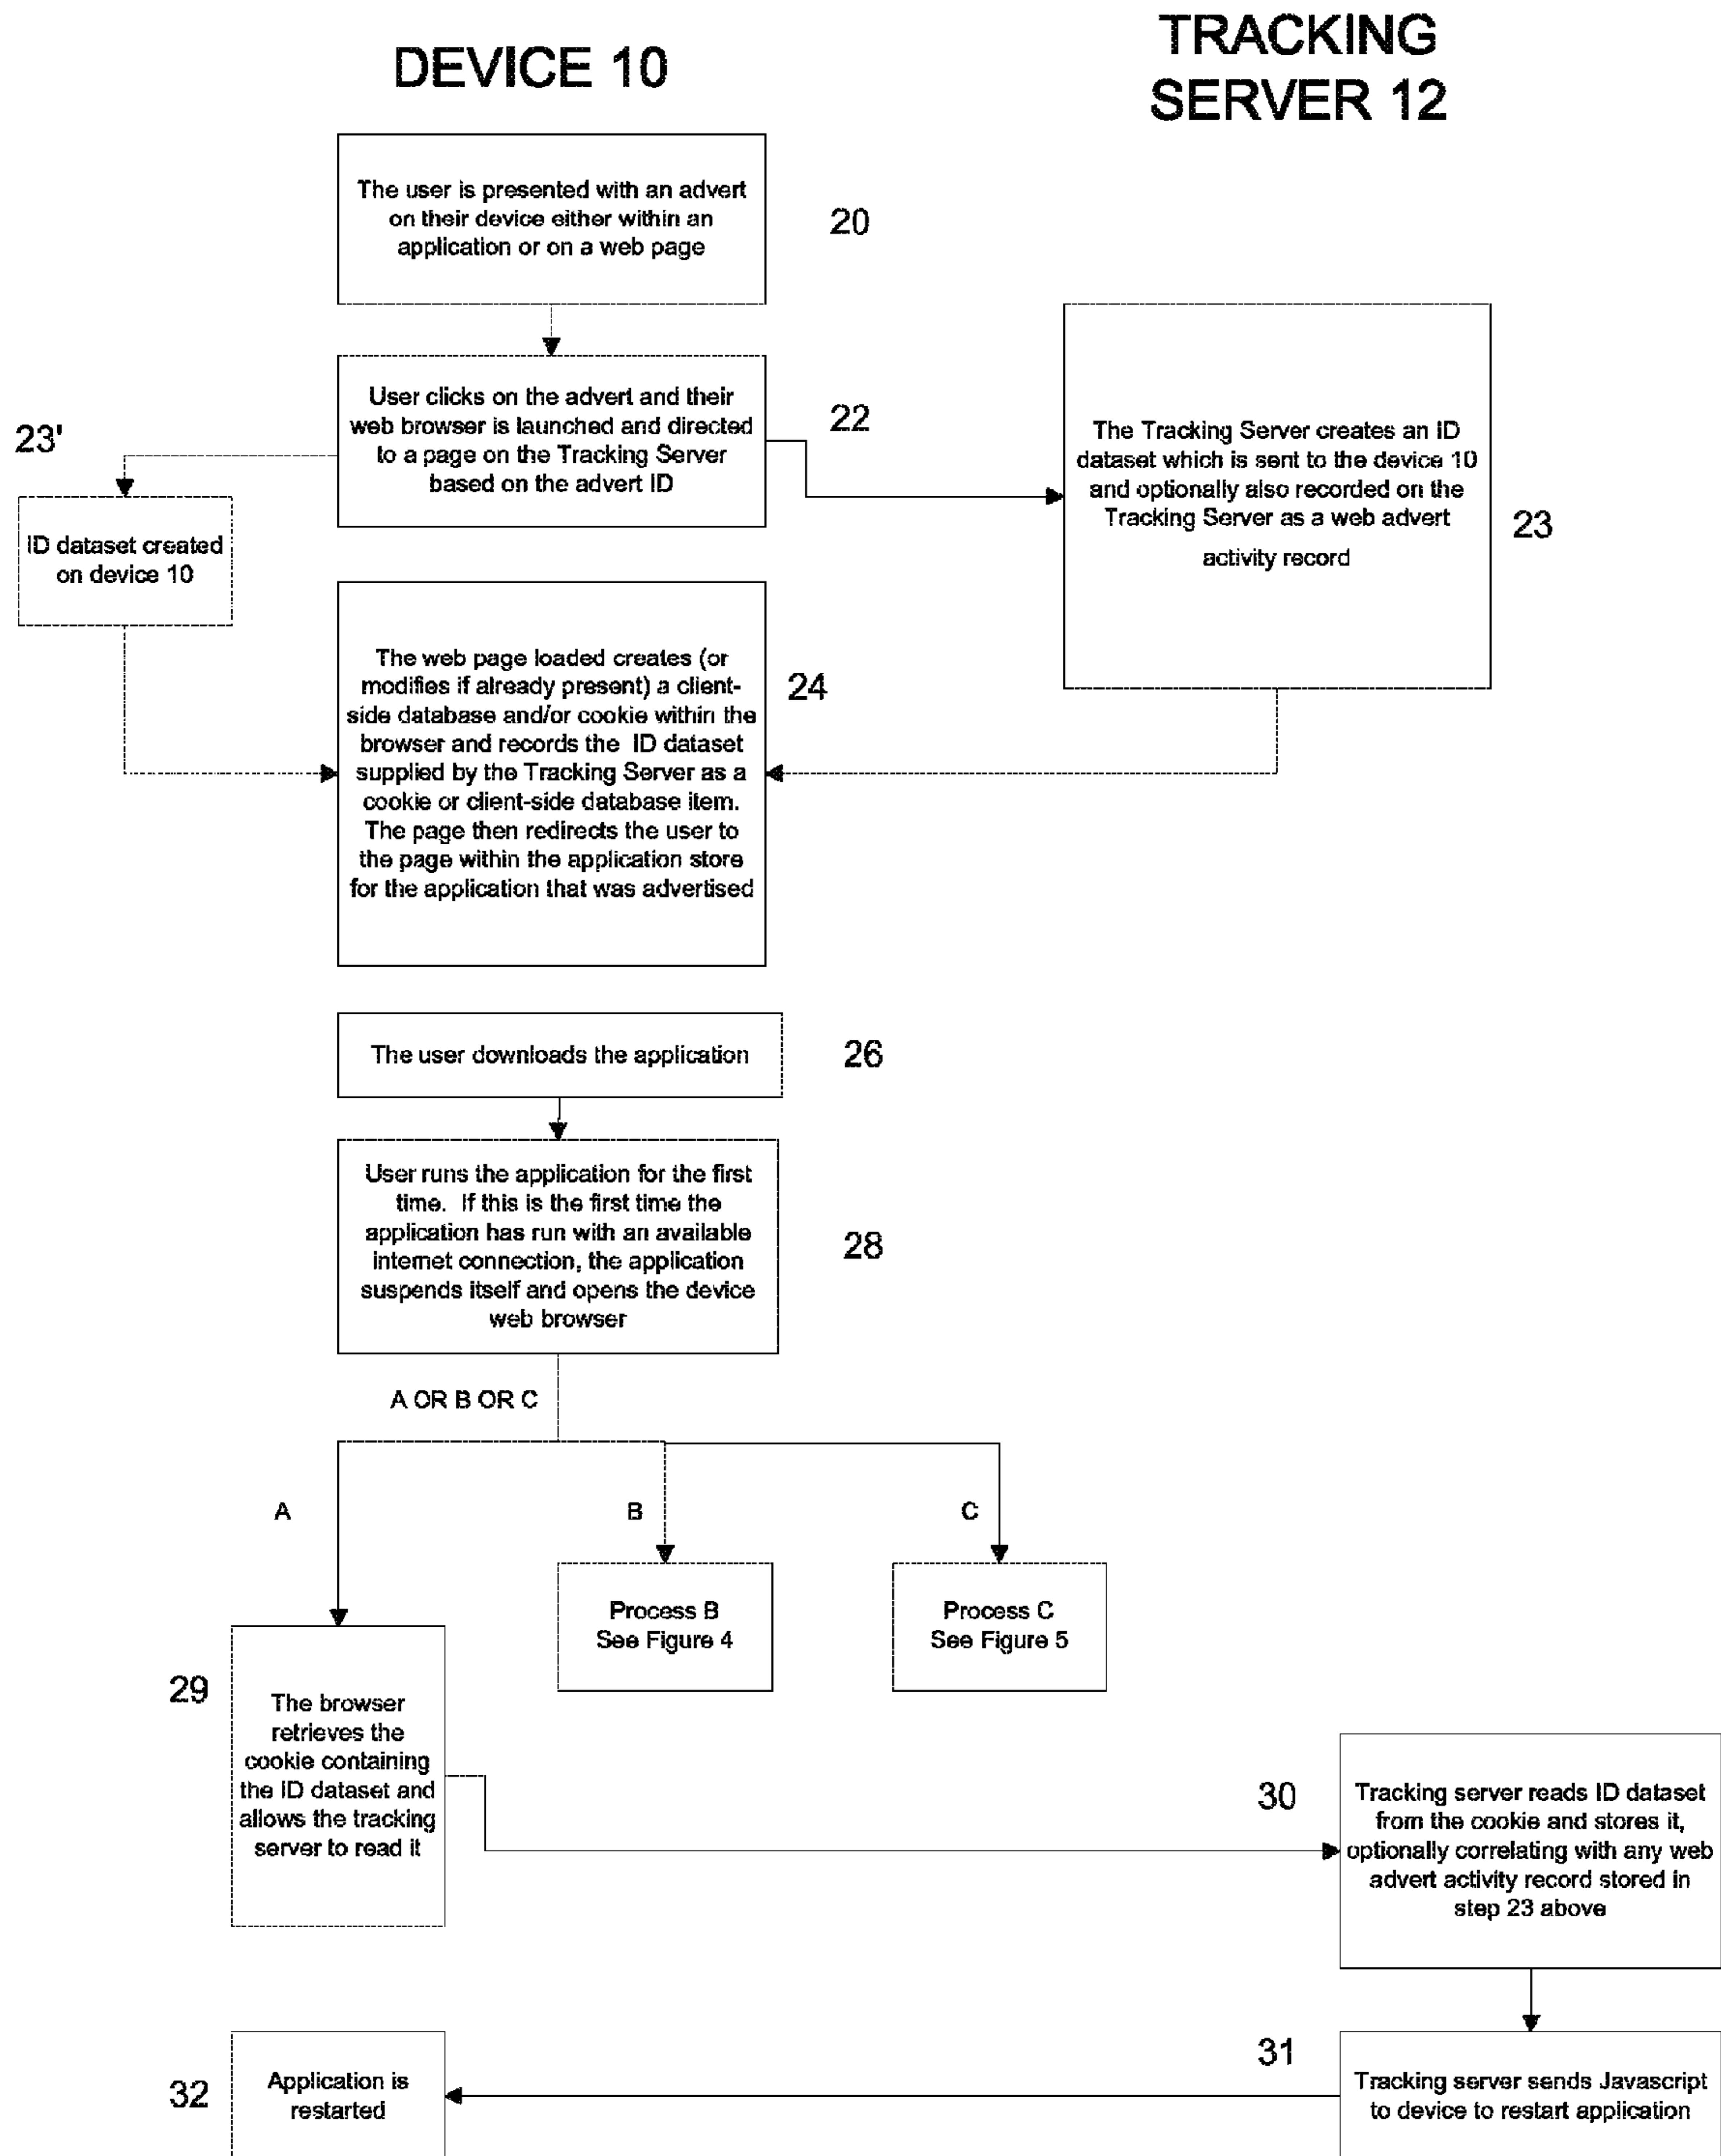 DEVICE 10
TRACKING
SERVER 12
The user is presented with an advert
on their device either within an
application or on a web page
20
User clicks on the advert and their
web browser is launched and directed
to a page on the Tracking Server
based on the advert ID
22
23'
ID dataset created
on device 10
The Tracking Server creates an ID
dataset which is sent to the device 10
and optionally also recorded on the
Tracking Server as a web advert
activity record
23
The web page loaded creates (or
modifies if already present) a client-
side database and/or cookie within the
browser and records the ID dataset
supplied by the Tracking Server as a
cookie or client-side database item.
The page then redirects the user to
the page within the application store
for the application that was advertised
24
The user downloads the application
26
User runs the application for the first
time. If this is the first time the
application has run with an available
internet connection, the application
suspends itself and opens the device
web browser
28
A OR B OR C
A
B
C
Process B
See Figure 4
Process C
See Figure 5
29
The browser
retrieves the
cookie containing
the ID dataset and
allows the tracking
server to read it
30
Tracking server reads ID dataset
from the cookie and stores it,
optionally correlating with any web
advert activity record stored in
step 23 above
31
Tracking server sends Javascript
to device to restart application
32
Application is
restarted